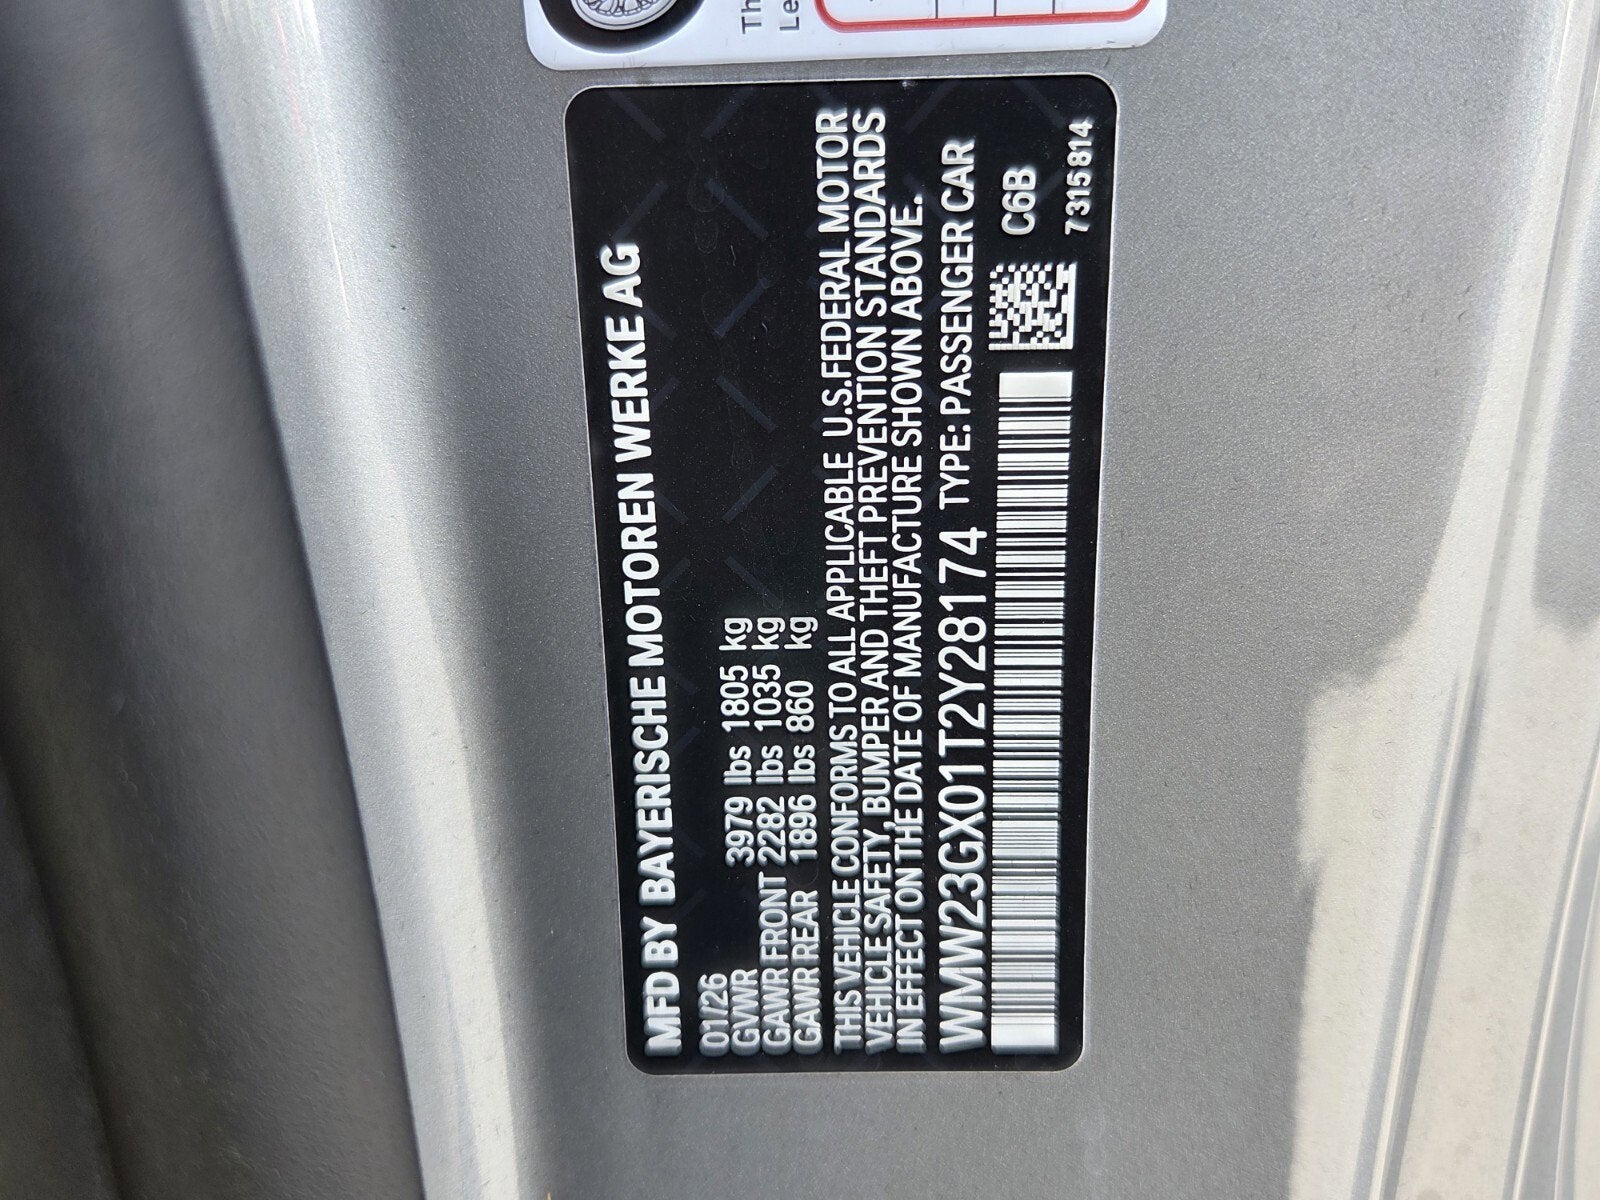 MFD BY BAYERISCHE MOTOREN WERKE AG
01/26
GVWR 3979 lbs 1805 kg
GAWR FRONT 2282 lbs 1035 kg
GAWR REAR 1896 lbs 860 kg
THIS VEHICLE CONFORMS TO ALL APPLICABLE U.S.FEDERAL MOTOR
VEHICLE SAFETY, BUMPER AND THEFT PREVENTION STANDARDS
IN EFFECT ON THE DATE OF MANUFACTURE SHOWN ABOVE.
WMW23GX01T2Y28174 TYPE: PASSENGER CAR
C6B
7315814